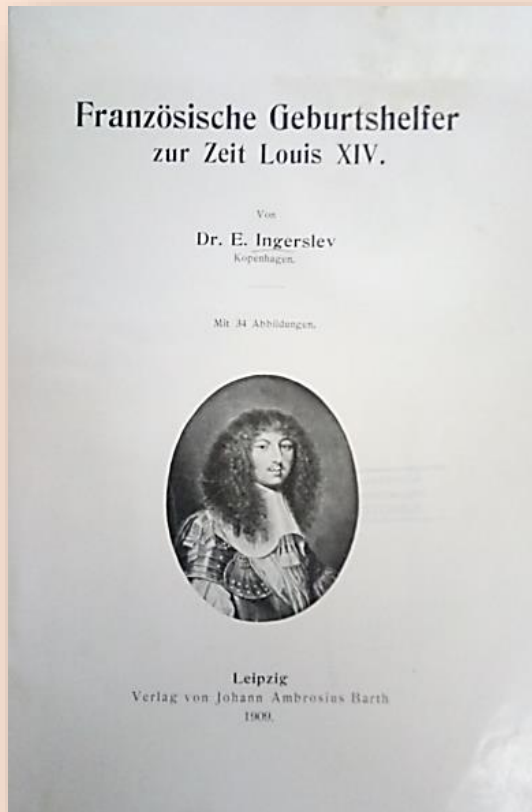 Französische Geburtshelfer
zur Zeit Louis XIV.
Von
Dr. E. Ingerslev
Kopenhagen.
Mit 34 Abbildungen.
Leipzig
Verlag von Johann Ambrosius Barth
1909.